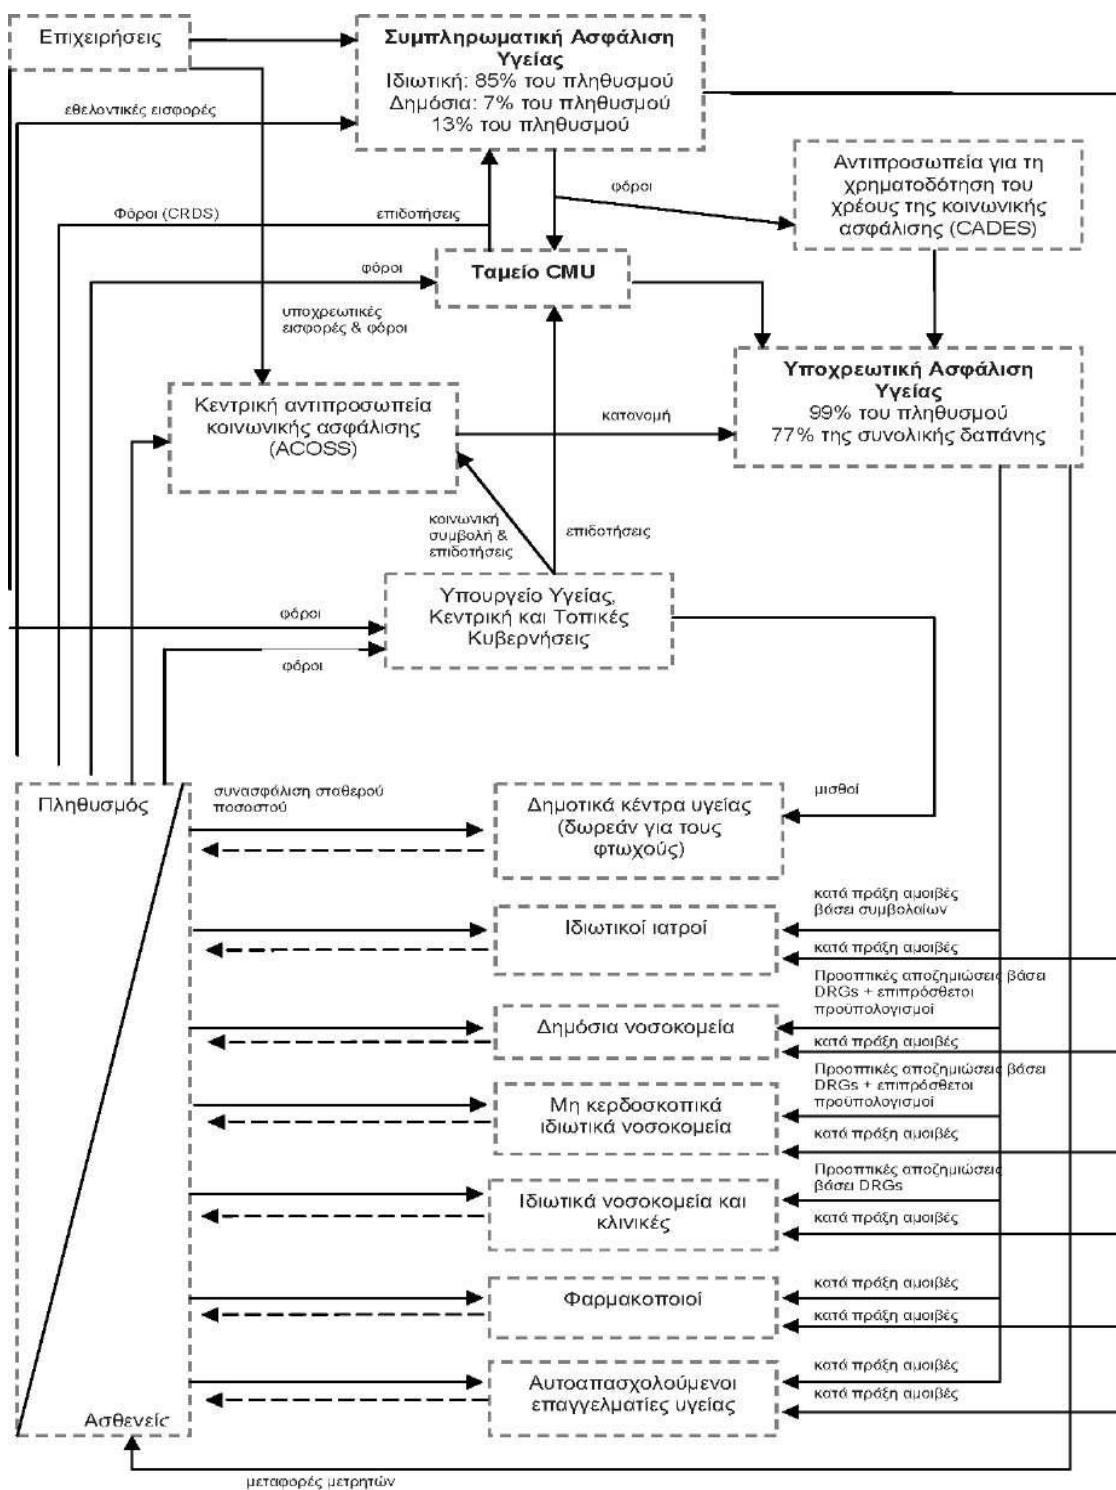 Επιχειρήσεις
Συμπληρωματική Ασφάλιση
Υγείας
Ιδιωτική: 85% του πληθυσμού
Δημόσια: 7% του πληθυσμού
13% του πληθυσμού
εθελοντικές εισφορές
Αντιπροσωπεία για τη
χρηματοδότηση του
χρέους της κοινωνικής
ασφάλισης (CADES)
φόροι
Φόροι (CRDS)
επιδοτήσεις
Ταμείο CMU
φόροι
υποχρεωτικές
εισφορές & φόροι
Υποχρεωτική Ασφάλιση
Υγείας
99% του πληθυσμού
77% της συνολικής δαπάνης
Κεντρική αντιπροσωπεία
κοινωνικής ασφάλισης
(ACOSS)
κατανομή
κοινωνική
συμβολή &
επιδοτήσεις
επιδοτήσεις
Υπουργείο Υγείας,
Κεντρική και Τοπικές
Κυβερνήσεις
φόροι
φόροι
Πληθυσμός
συνασφάλιση σταθερού
ποσοστού
Δημοτικά κέντρα υγείας
(δωρεάν για τους
φτωχούς)
μισθοί
Ιδιωτικοί ιατροί
κατά πράξη αμοιβές
βάσει συμβολαίων
κατά πράξη αμοιβές
Δημόσια νοσοκομεία
Προοπτικές αποζημιώσεις βάσει
DRGs + επιπρόσθετοι
προϋπολογισμοί
κατά πράξη αμοιβές
Μη κερδοσκοπικά
ιδιωτικά νοσοκομεία
Προοπτικές αποζημιώσεις βάσει
DRGs + επιπρόσθετοι
προϋπολογισμοί
κατά πράξη αμοιβές
Ιδιωτικά νοσοκομεία και
κλινικές
Προοπτικές αποζημιώσεις
βάσει DRGs
κατά πράξη αμοιβές
Φαρμακοποιοί
κατά πράξη αμοιβές
κατά πράξη αμοιβές
Αυτοαπασχολούμενοι
επαγγελματίες υγείας
κατά πράξη αμοιβές
κατά πράξη αμοιβές
Ασθενείς
μεταφορές μετρητών